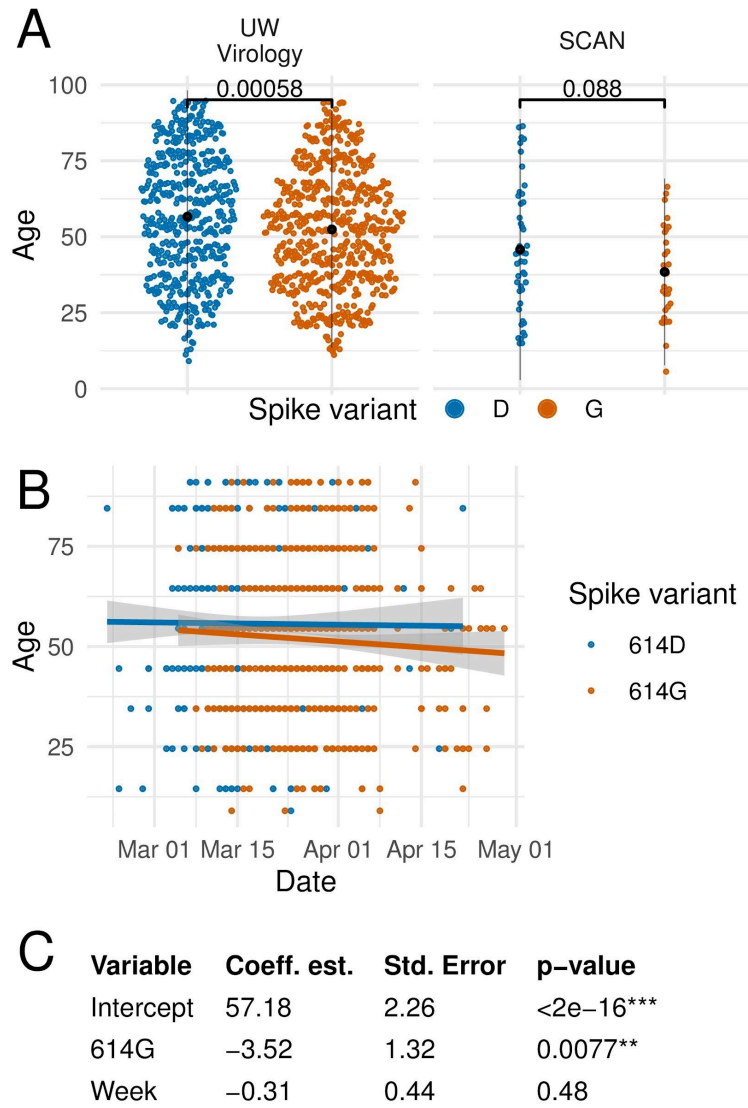 A
UW
Virology
SCAN
100
75
50
25
0
Age
0.00058
0.088
Spike variant D G
B
75
50
25
Age
Mar 01 Mar 15 Apr 01 Apr 15 May 01
Date
Spike variant
614D
614G
C
Variable Coeff. est. Std. Error p−value
Intercept 57.18 2.26 <2e−16***
614G −3.52 1.32 0.0077**
Week −0.31 0.44 0.48